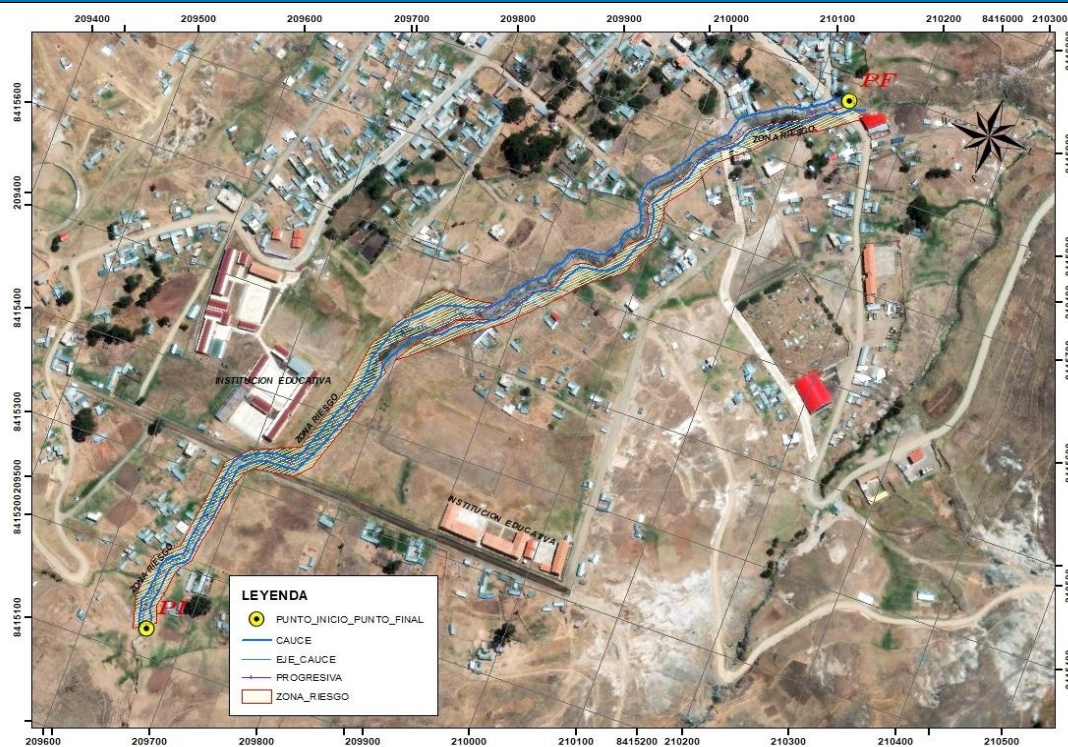 209400 209500 209600 209700 209800 209900 210000 210100 210200 8416000 210300
8415600
209400
8415400
8415300
8415200209500
8415100
PF
ZONA RIESGO
INSTITUCION EDUCATIVA
ZONA RIESGO
INSTITUCION EDUCATIVA
ZONA RIESGO
PI
LEYENDA
PUNTO_INICIO_PUNTO_FINAL
CAUCE
EJE_CAUCE
PROGRESIVA
ZONA_RIESGO
209600 209700 209800 209900 210000 210100 8415200 210200 210300 210400 210500